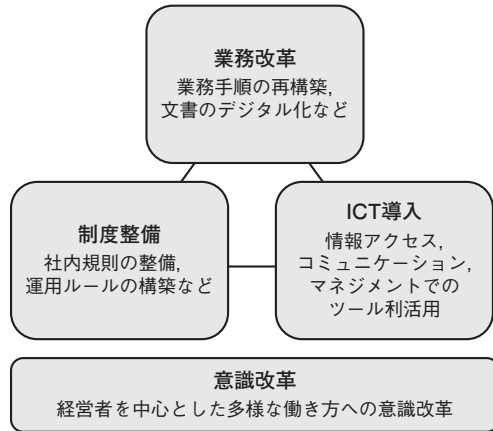 業務改革
業務手順の再構築,
文書のデジタル化など
制度整備
社内規則の整備,
運用ルールの構築など
ICT導入
情報アクセス,
コミュニケーション,
マネジメントでの
ツール利活用
意識改革
経営者を中心とした多様な働き方への意識改革